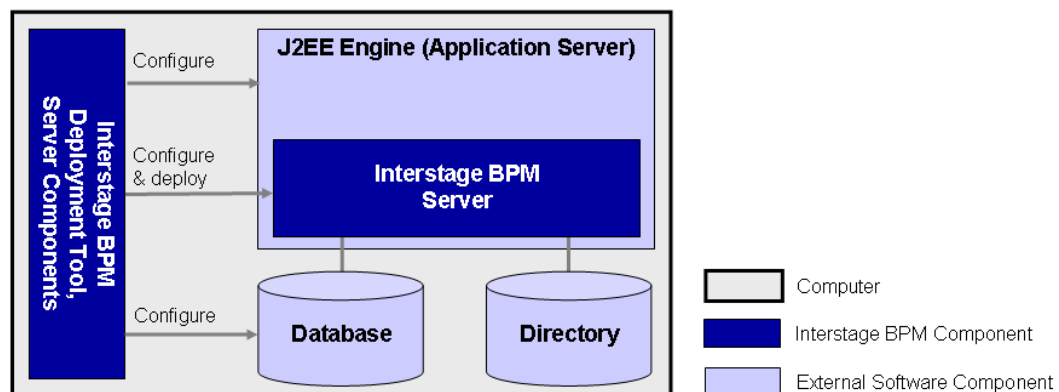 Interstage BPM
Deployment Tool,
Server Components
Configure
Configure
& deploy
Configure
J2EE Engine (Application Server)
Interstage BPM
Server
Database
Directory
Computer
Interstage BPM Component
External Software Component